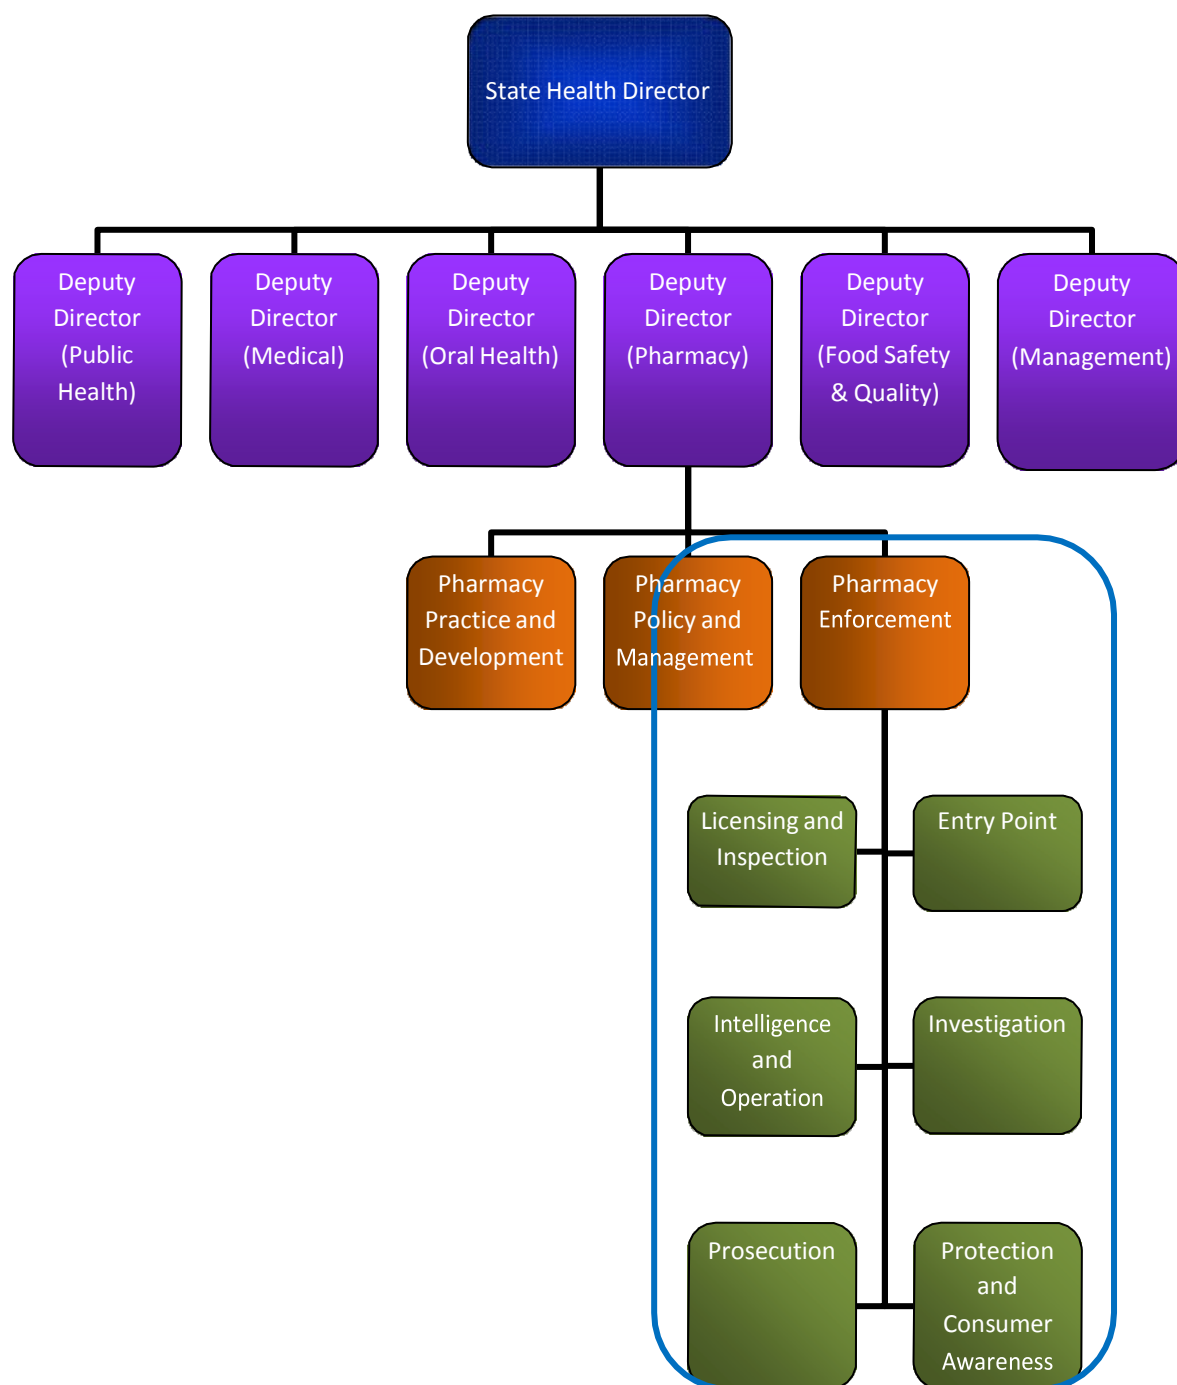 State Health Director
Deputy
Director
(Public
Health)
Deputy
Director
(Medical)
Deputy
Director
(Oral Health)
Deputy
Director
(Pharmacy)
Deputy
Director
(Food Safety
& Quality)
Deputy
Director
(Management)
Pharmacy
Practice and
Development
Pharmacy
Policy and
Management
Pharmacy
Enforcement
Licensing and
Inspection
Entry Point
Intelligence
and
Operation
Investigation
Prosecution
Protection
and
Consumer
Awareness